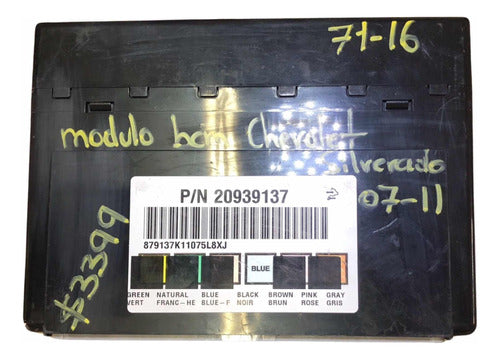 71-16
modulo bcm Chevrolet
silverado
07-11
$3399
P/N 20939137
879137K11075L8XJ
BLUE
GREEN NATURAL BLUE BLACK BROWN PINK GRAY
VERT FRANC-HE BLUE-F NOIR BRUN ROSE GRIS